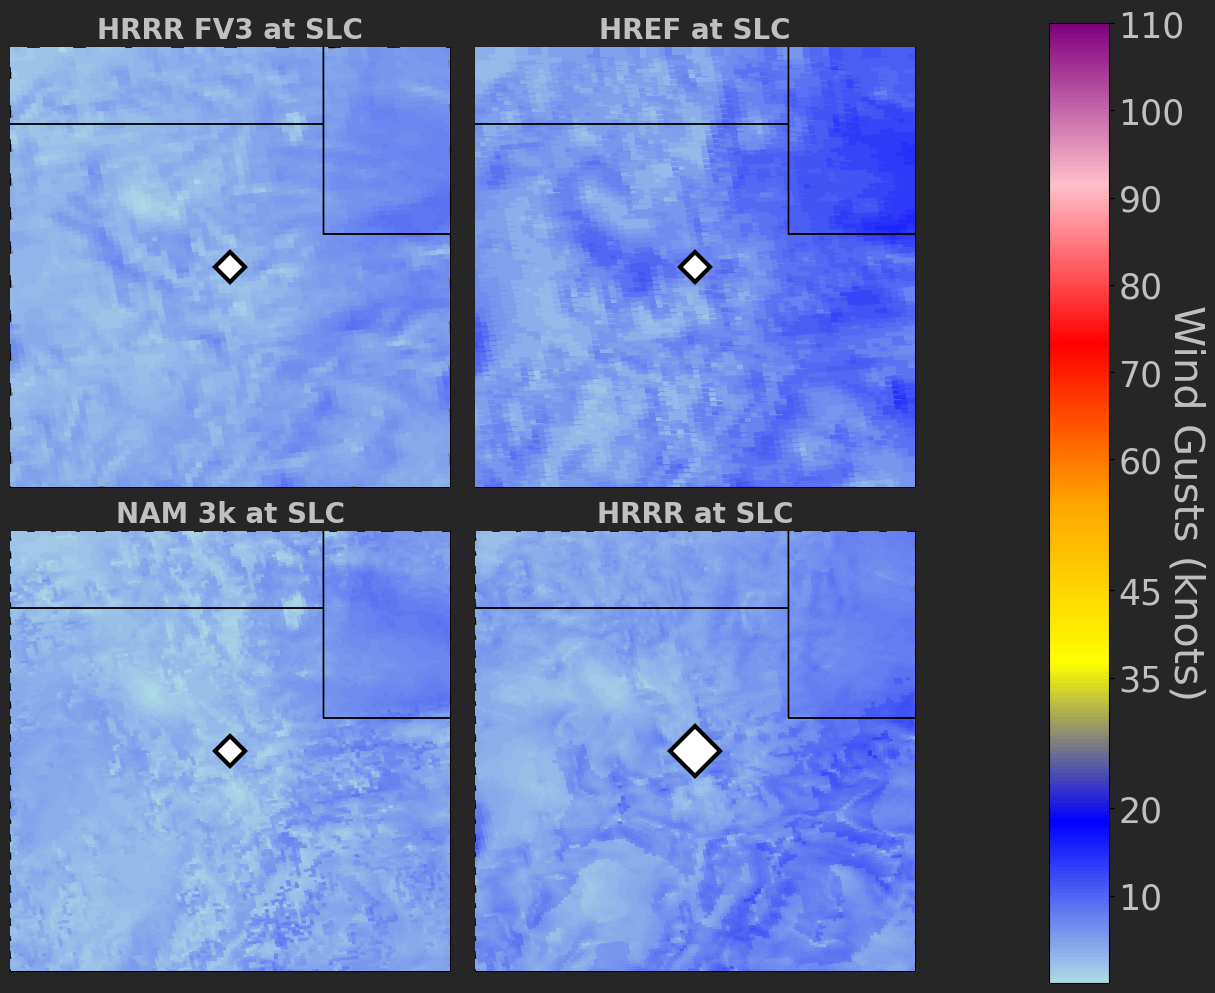 HRRR FV3 at SLC
HREF at SLC
NAM 3k at SLC
HRRR at SLC
110
100
90
80
70
60
45
35
20
10
Wind Gusts (knots)